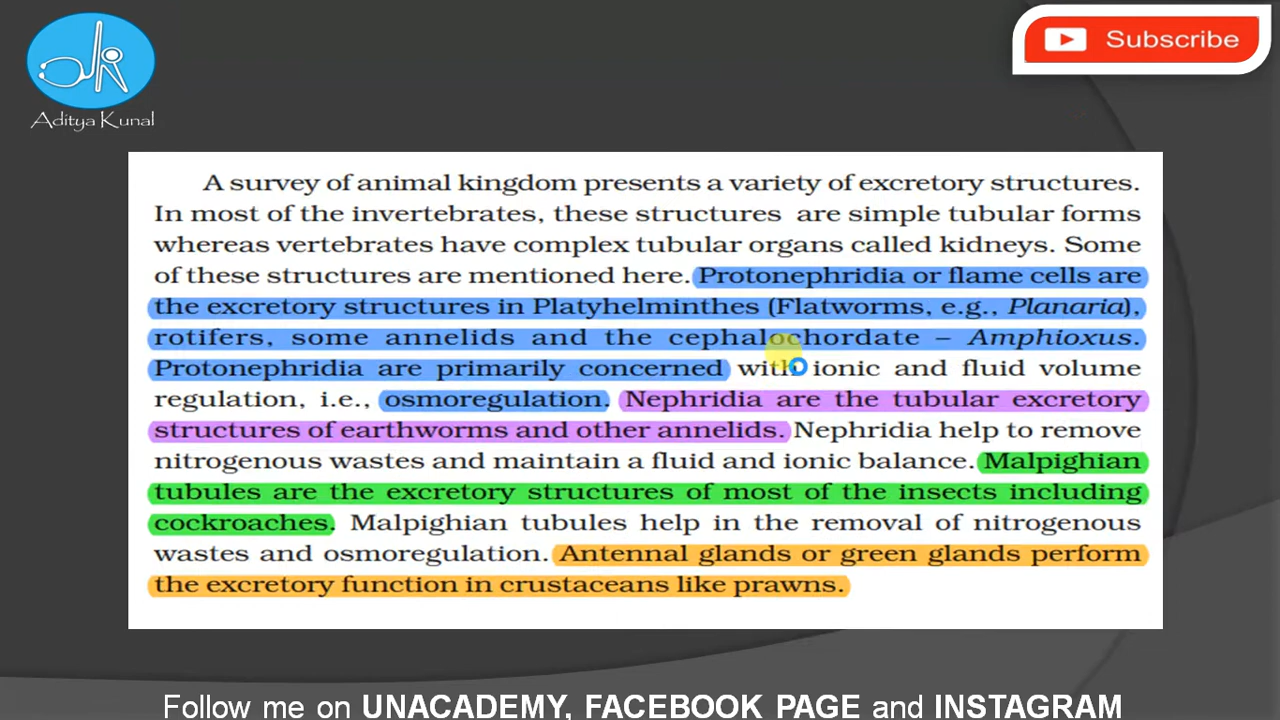 Aditya Kunal
Subscribe
A survey of animal kingdom presents a variety of excretory structures.
In most of the invertebrates, these structures are simple tubular forms
whereas vertebrates have complex tubular organs called kidneys. Some
of these structures are mentioned here. Protonephridia or flame cells are
the excretory structures in Platyhelminthes (Flatworms, e.g., Planaria),
rotifers, some annelids and the cephalochordate – Amphioxus.
Protonephridia are primarily concerned with ionic and fluid volume
regulation, i.e., osmoregulation. Nephridia are the tubular excretory
structures of earthworms and other annelids. Nephridia help to remove
nitrogenous wastes and maintain a fluid and ionic balance. Malpighian
tubules are the excretory structures of most of the insects including
cockroaches. Malpighian tubules help in the removal of nitrogenous
wastes and osmoregulation. Antennal glands or green glands perform
the excretory function in crustaceans like prawns.
Follow me on UNACADEMY, FACEBOOK PAGE and INSTAGRAM